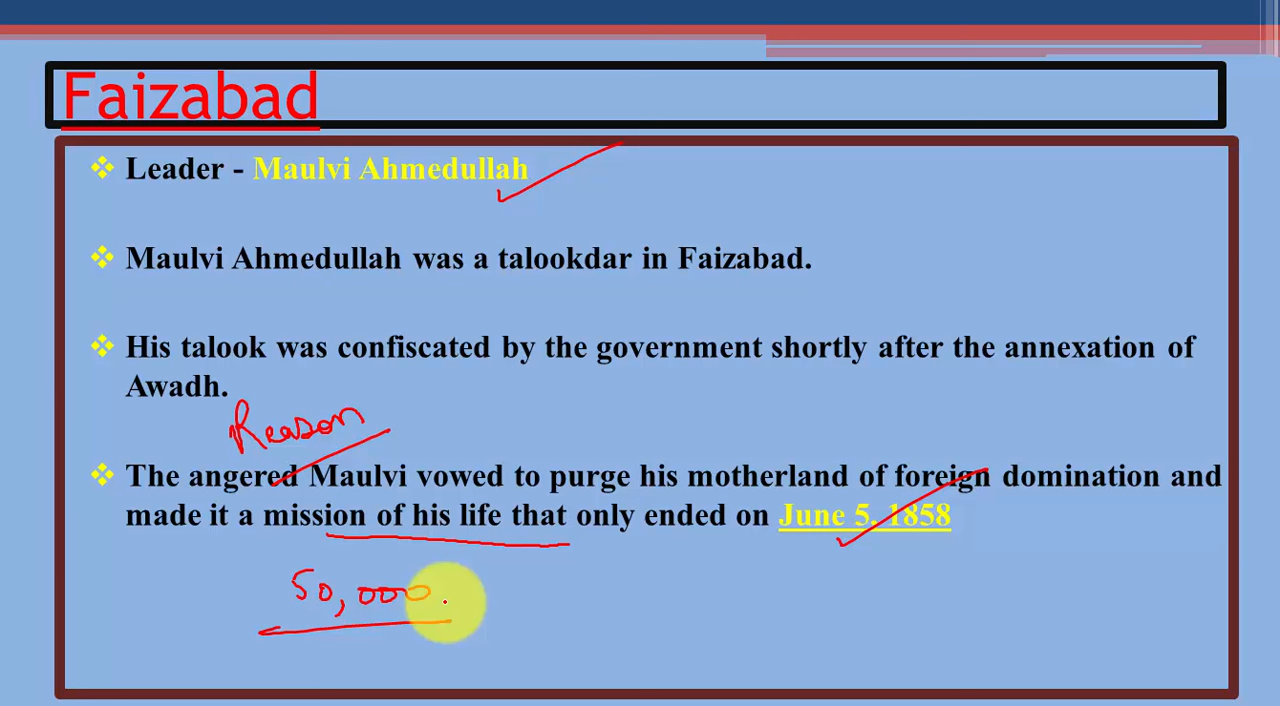 Faizabad
Leader - Maulvi Ahmedullah
Maulvi Ahmedullah was a talookdar in Faizabad.
His talook was confiscated by the government shortly after the annexation of
Awadh.
Reason
The angered Maulvi vowed to purge his motherland of foreign domination and
made it a mission of his life that only ended on June 5, 1858
50,000.